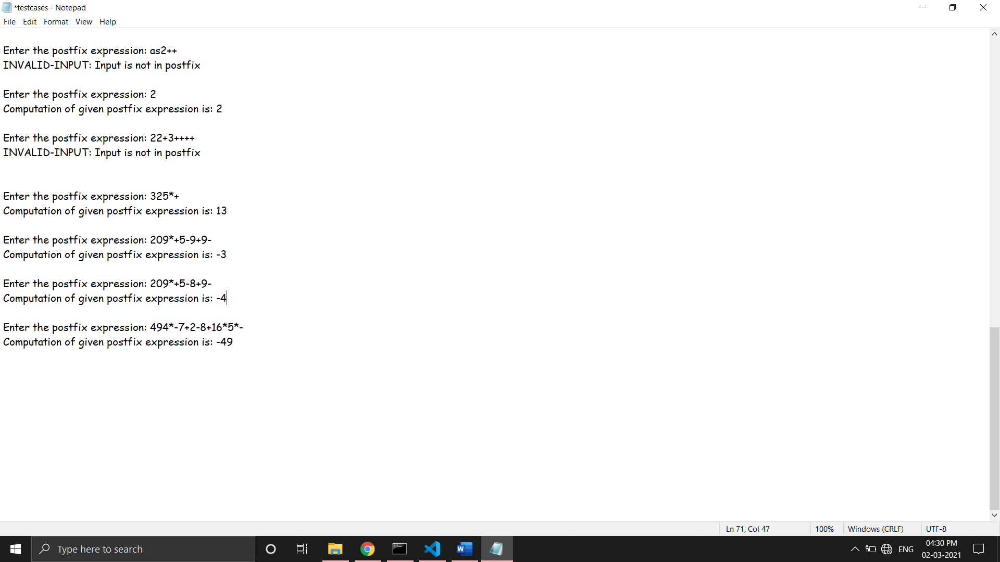 *testcases - Notepad
File Edit Format View Help
Enter the postfix expression: as2++
INVALID-INPUT: Input is not in postfix
Enter the postfix expression: 2
Computation of given postfix expression is: 2
Enter the postfix expression: 22+3++++
INVALID-INPUT: Input is not in postfix
Enter the postfix expression: 325*+
Computation of given postfix expression is: 13
Enter the postfix expression: 209*+5-9+9-
Computation of given postfix expression is: -3
Enter the postfix expression: 209*+5-8+9-
Computation of given postfix expression is: -4
Enter the postfix expression: 494*-7+2-8+16*5*-
Computation of given postfix expression is: -49
Ln 71, Col 47 100% Windows (CRLF) UTF-8
Type here to search
W
ENG
04:30 PM
02-03-2021